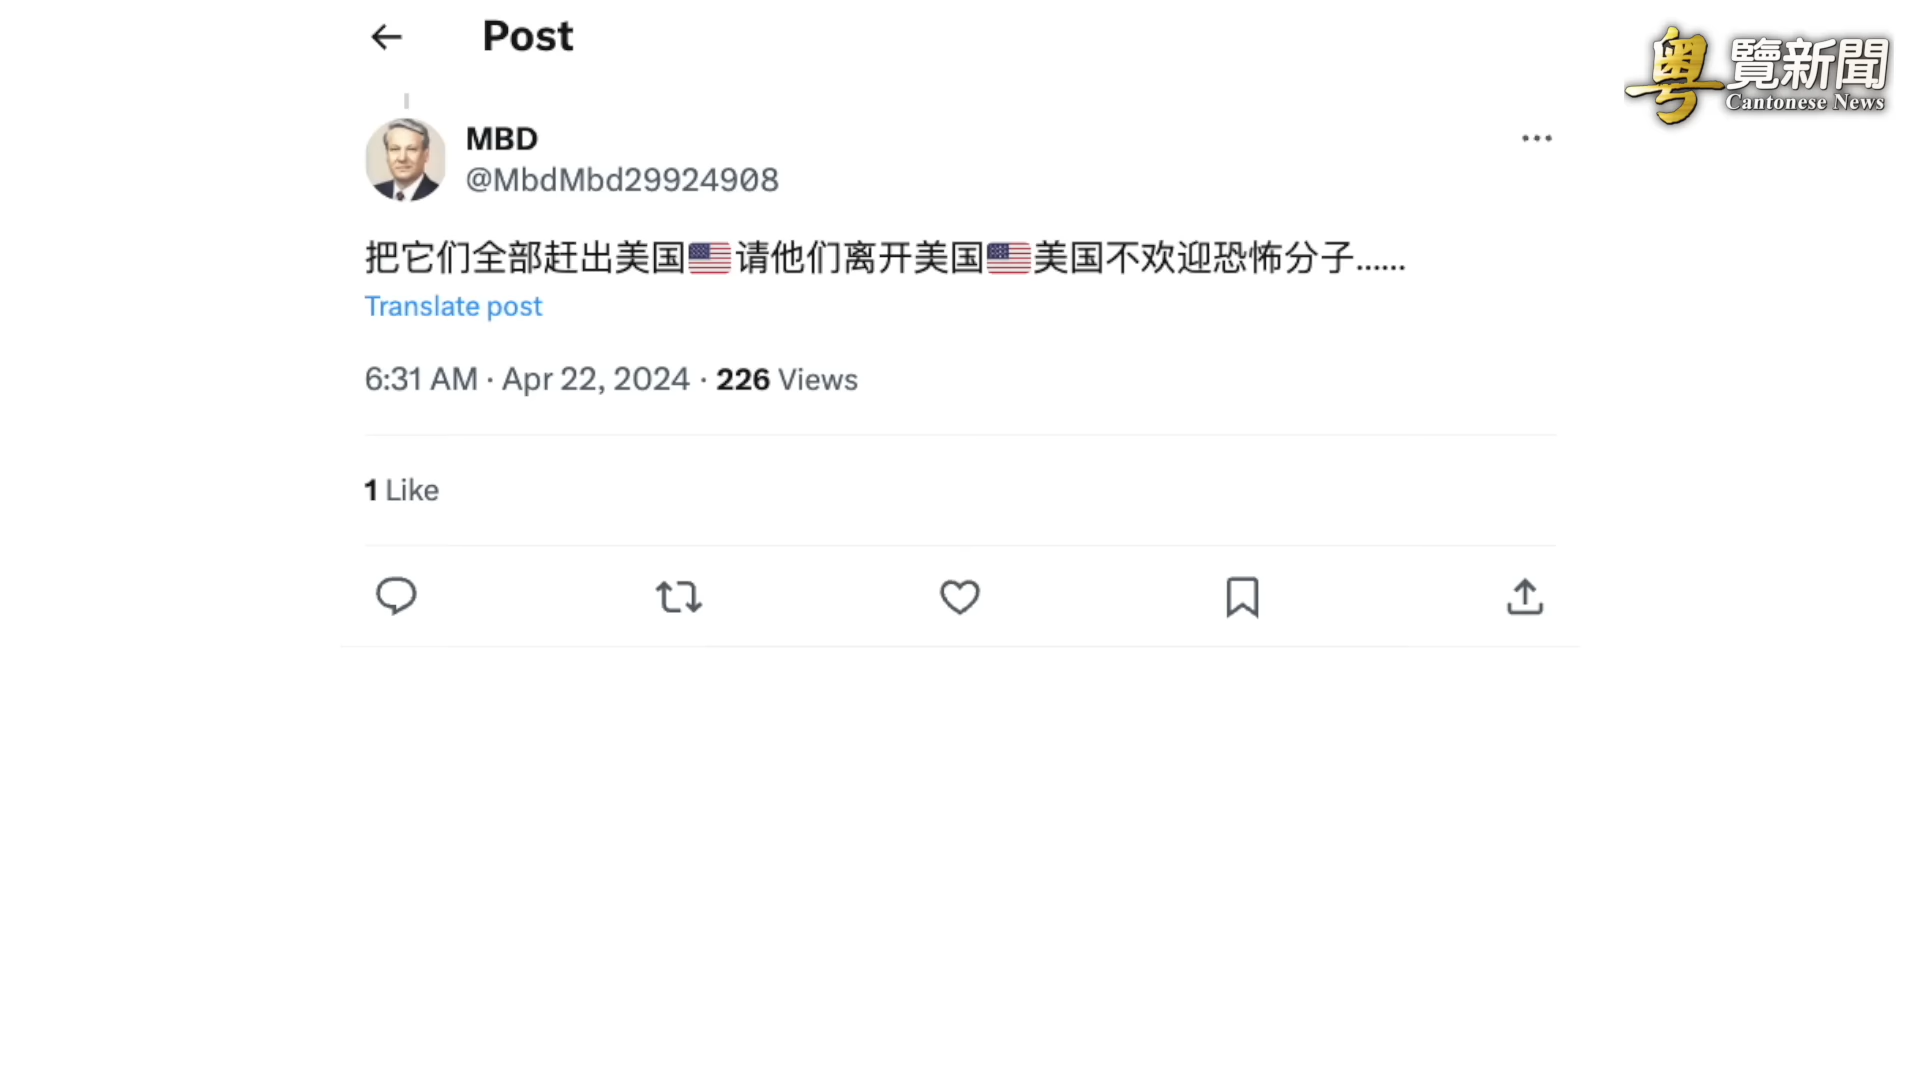 Post
粤覽新聞
Cantonese News
MBD
@MbdMbd29924908
把它们全部赶出美国🇺🇸请他们离开美国🇺🇸美国不欢迎恐怖分子......
Translate post
6:31 AM · Apr 22, 2024 · 226 Views
1 Like